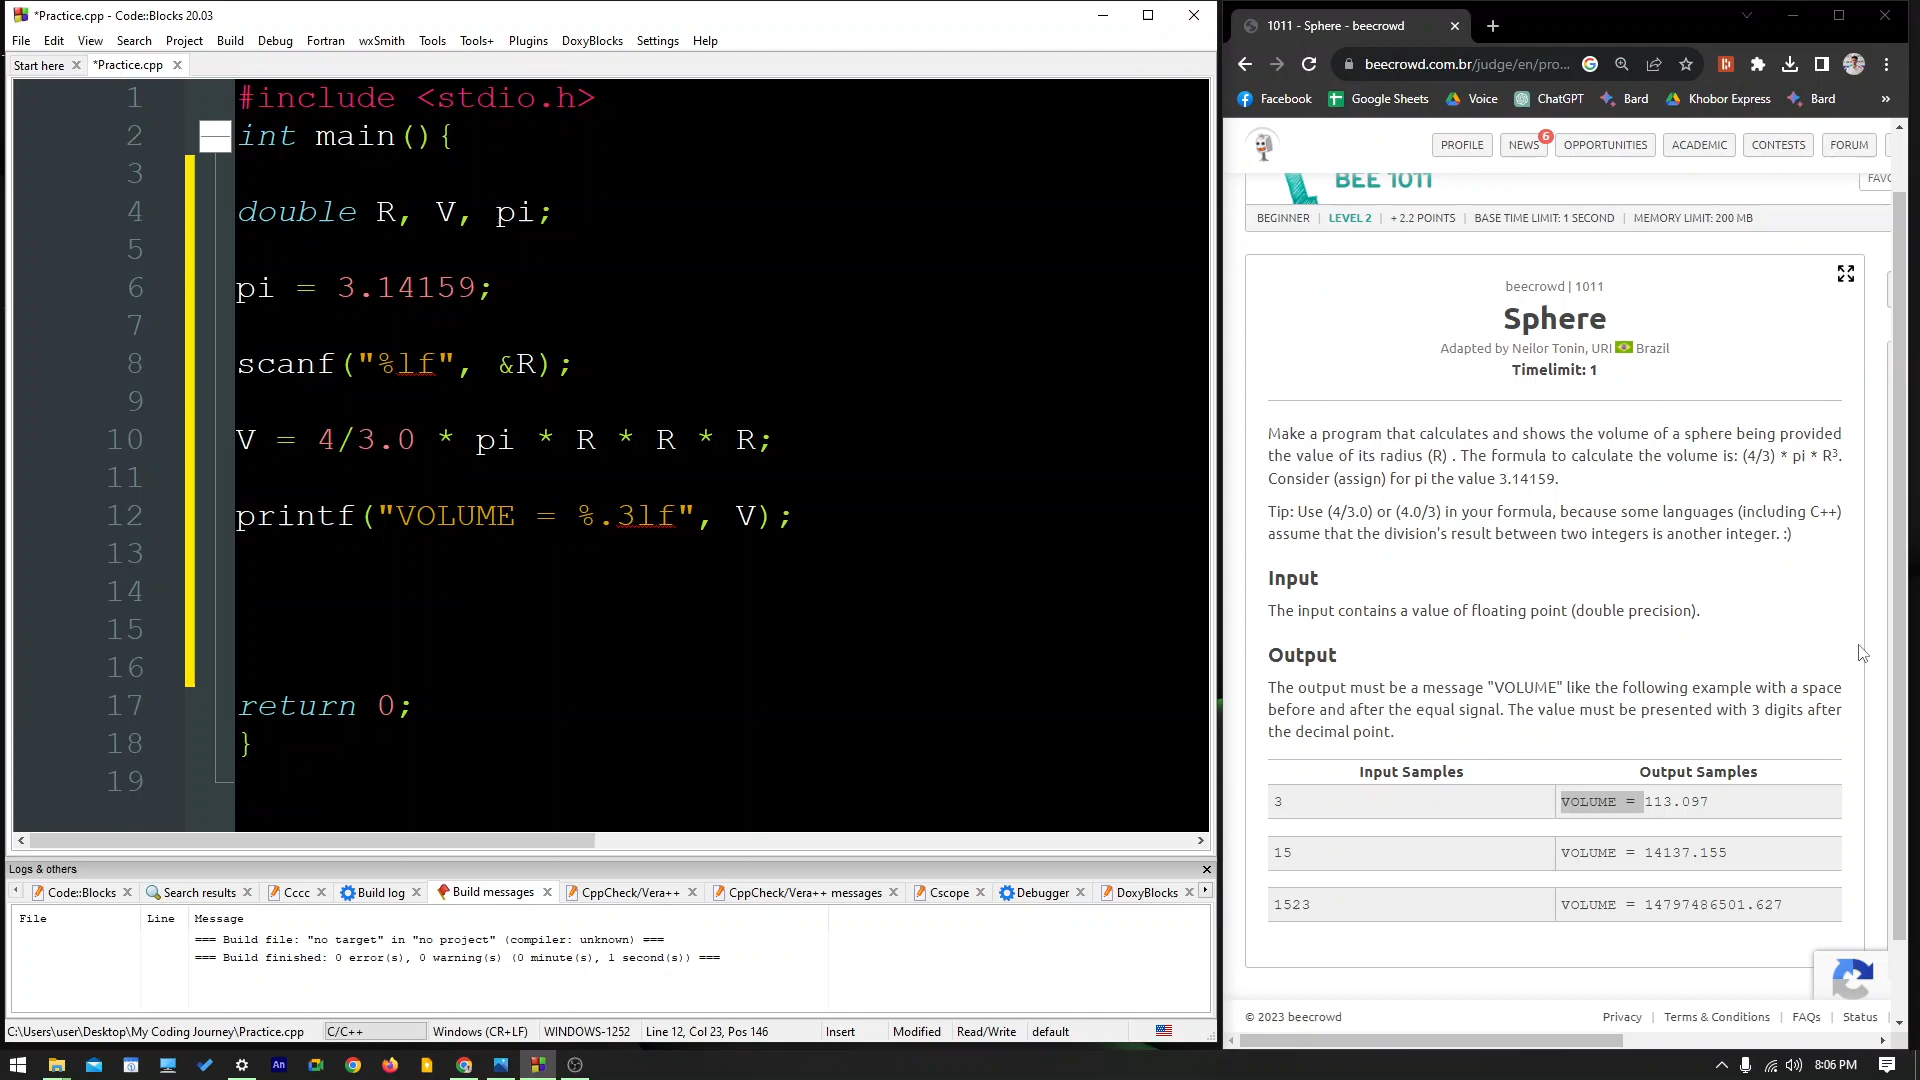 *Practice.cpp - Code::Blocks 20.03
File Edit View Search Project Build Debug Fortran wxSmith Tools Tools+ Plugins DoxyBlocks Settings Help
Start here *Practice.cpp
1 #include <stdio.h>
2 int main(){
3
4 double R, V, pi;
5
6 pi = 3.14159;
7
8 scanf("%lf", &R);
9
10 V = 4/3.0 * pi * R * R * R;
11
12 printf("VOLUME = %.3lf", V);
13
14
15
16
17 return 0;
18 }
19
Logs & others
Code::Blocks Search results Cccc Build log Build messages CppCheck/Vera++ CppCheck/Vera++ messages Cscope Debugger DoxyBlocks
File Line Message
=== Build file: "no target" in "no project" (compiler: unknown) ===
=== Build finished: 0 error(s), 0 warning(s) (0 minute(s), 1 second(s)) ===
C:\Users\user\Desktop\My Coding Journey\Practice.cpp C/C++ Windows (CR+LF) WINDOWS-1252 Line 12, Col 23, Pos 146 Insert Modified Read/Write default
1011 - Sphere - beecrowd
beecrowd.com.br/judge/en/pro...
Facebook Google Sheets Voice ChatGPT Bard Khobor Express Bard »
PROFILE NEWS 6 OPPORTUNITIES ACADEMIC CONTESTS FORUM
BEE 1011
FAVO
BEGINNER LEVEL 2 + 2.2 POINTS BASE TIME LIMIT: 1 SECOND MEMORY LIMIT: 200 MB
beecrowd | 1011
Sphere
Adapted by Neilor Tonin, URI Brazil
Timelimit: 1
Make a program that calculates and shows the volume of a sphere being provided
the value of its radius (R) . The formula to calculate the volume is: (4/3) * pi * R³.
Consider (assign) for pi the value 3.14159.
Tip: Use (4/3.0) or (4.0/3) in your formula, because some languages (including C++)
assume that the division's result between two integers is another integer. :)
Input
The input contains a value of floating point (double precision).
Output
The output must be a message "VOLUME" like the following example with a space
before and after the equal signal. The value must be presented with 3 digits after
the decimal point.
Input Samples Output Samples
3 VOLUME = 113.097
15 VOLUME = 14137.155
1523 VOLUME = 14797486501.627
© 2023 beecrowd Privacy Terms & Conditions FAQs Status
An 8:06 PM